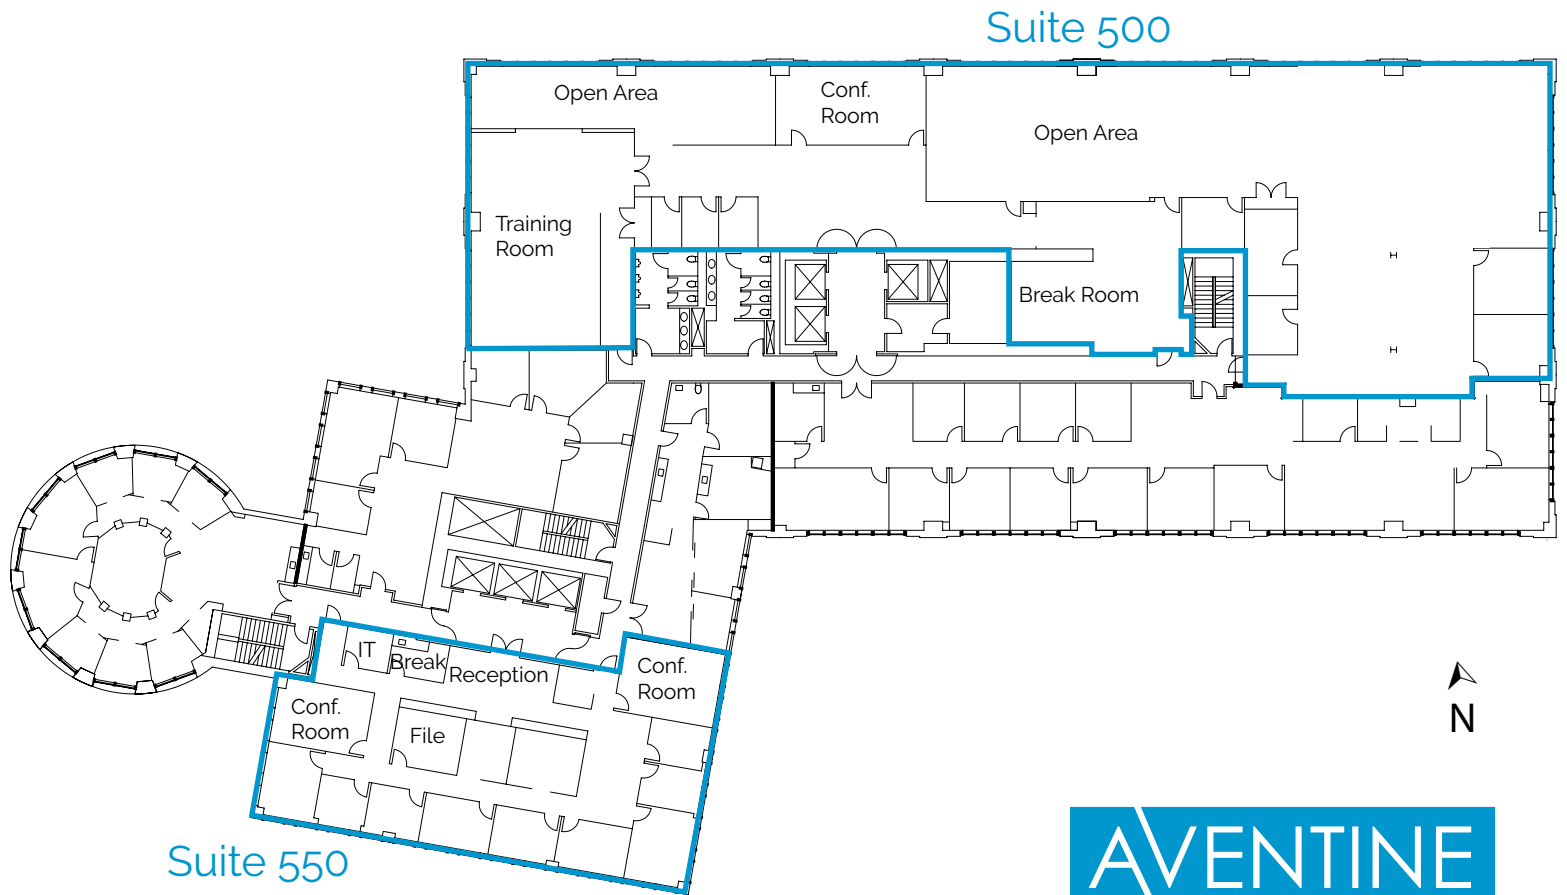 Suite 500
Open Area
Conf.
Room
Open Area
Training
Room
Break Room
IT
Break
Reception
Conf.
Room
Conf.
Room
File
N
Suite 550
AVENTINE